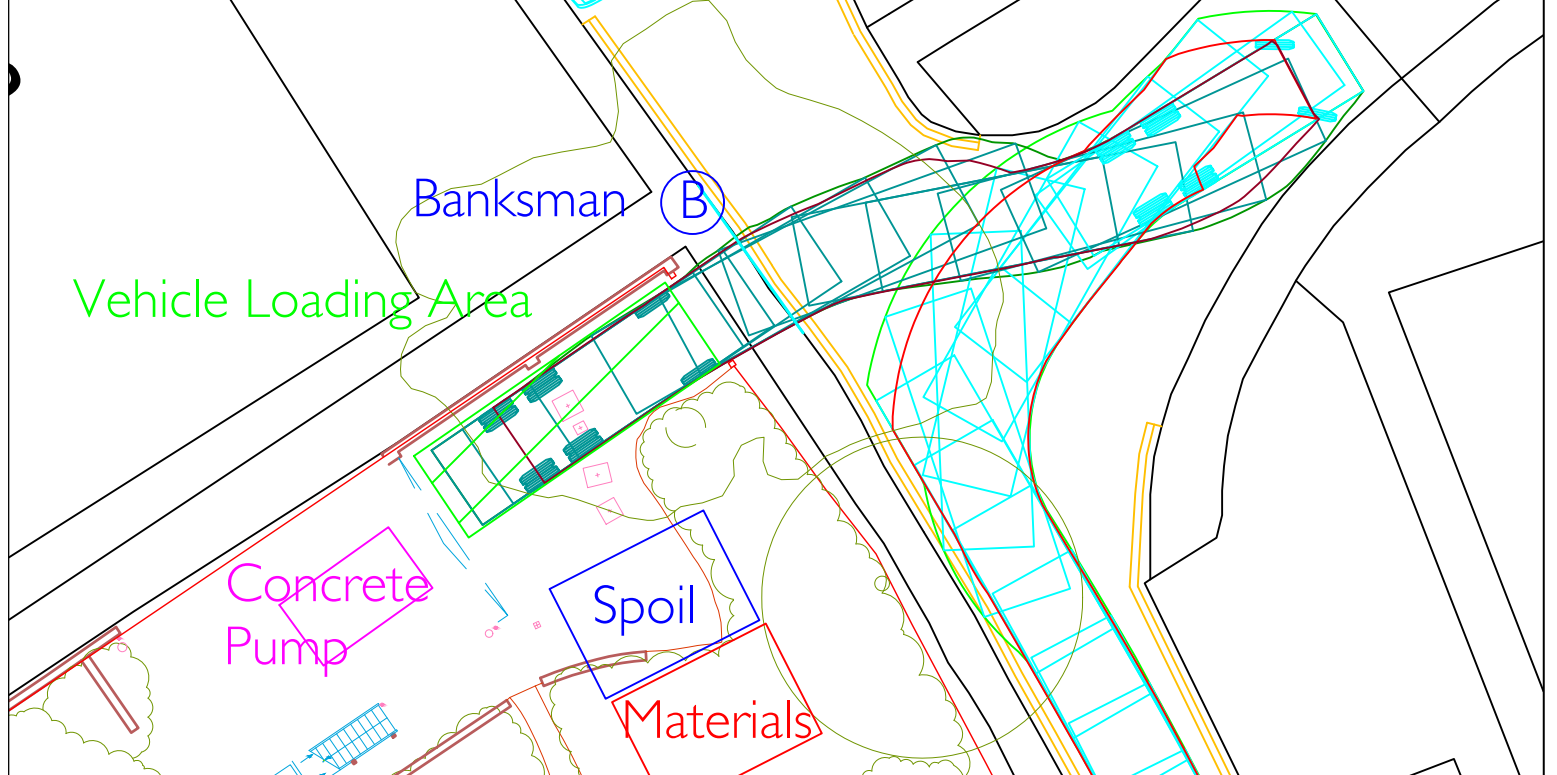 Banksman B
Vehicle Loading Area
Concrete
Pump
Spoil
Materials